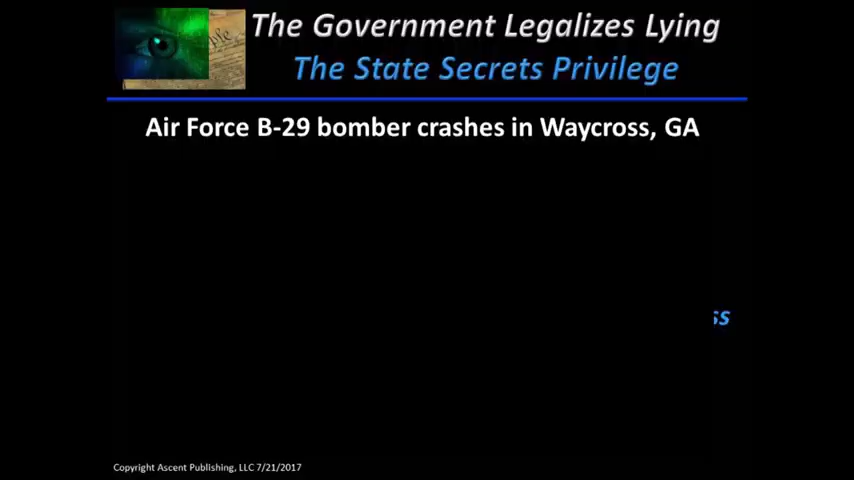 The Government Legalizes Lying
The State Secrets Privilege
Air Force B-29 bomber crashes in Waycross, GA
Copyright Ascent Publishing, LLC 7/21/2017